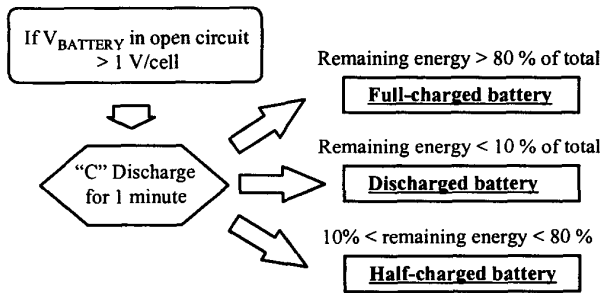 If V_BATTERY in open circuit
> 1 V/cell
"C" Discharge
for 1 minute
Remaining energy > 80 % of total
Full-charged battery
Remaining energy < 10 % of total
Discharged battery
10% < remaining energy < 80 %
Half-charged battery